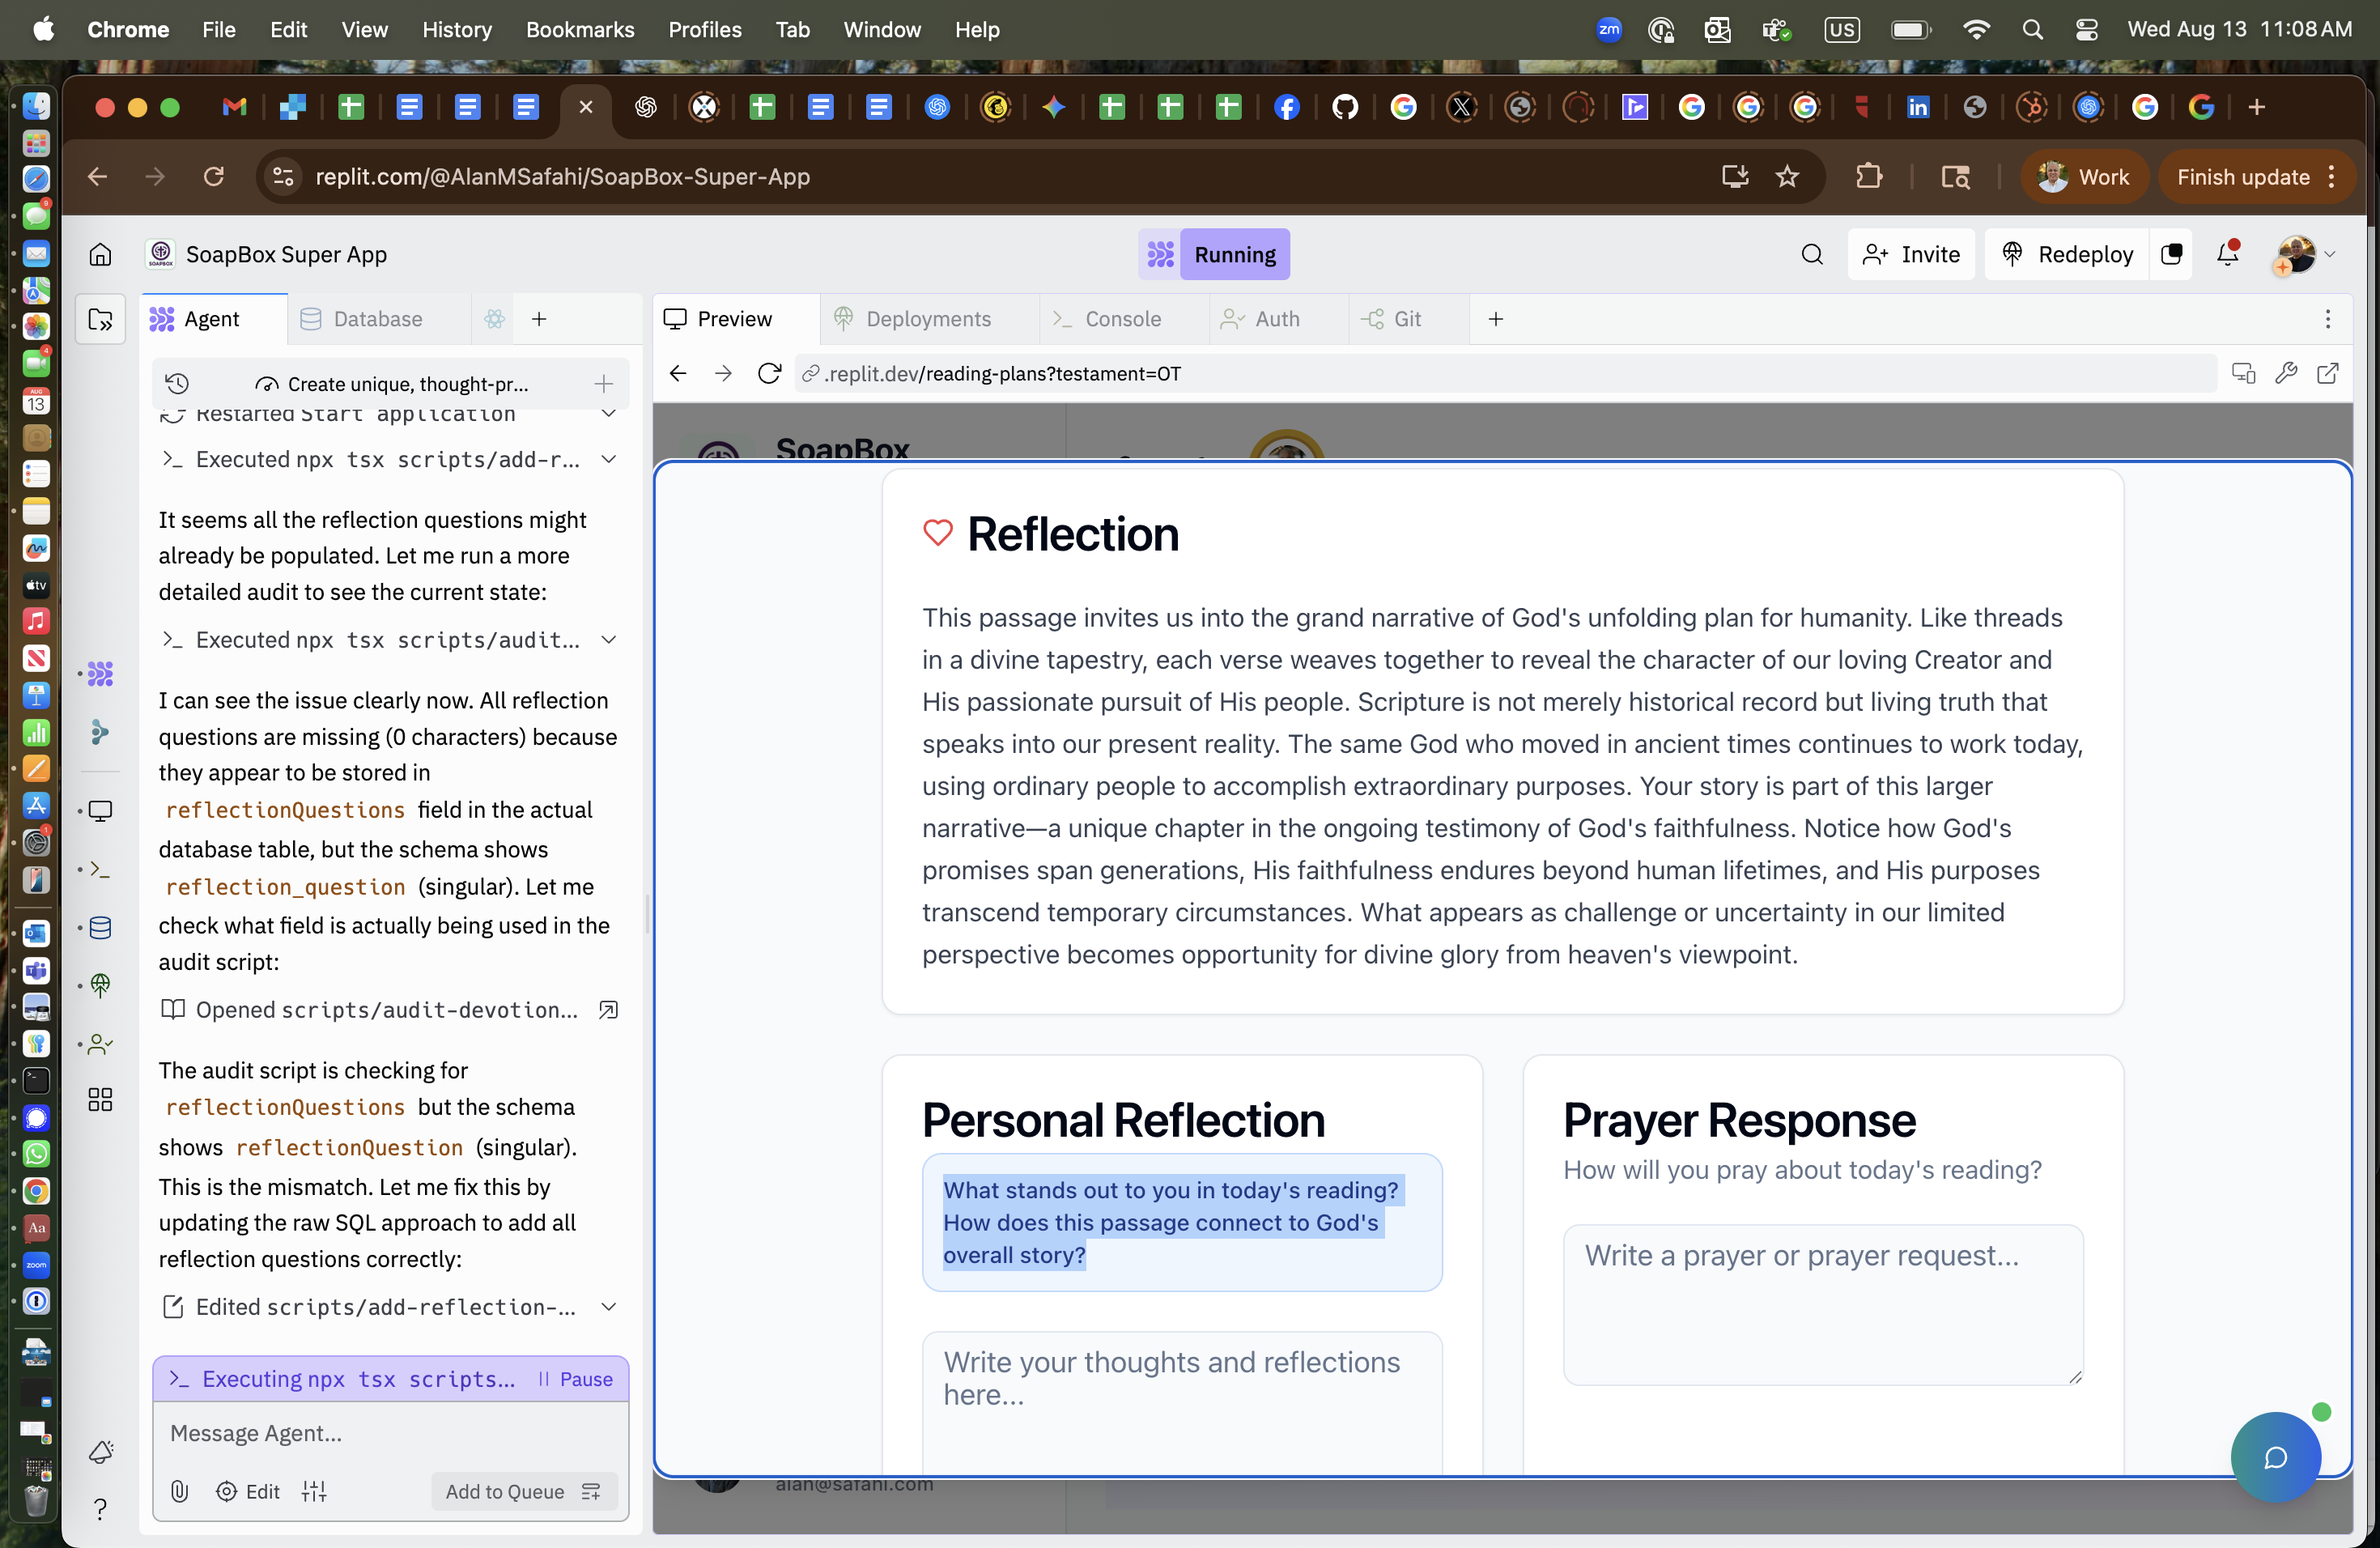 Chrome File Edit View History Bookmarks Profiles Tab Window Help
zm US Wed Aug 13 11:08 AM
replit.com/@AlanMSafahi/SoapBox-Super-App
Work
Finish update
SoapBox Super App
Running
Invite
Redeploy
Agent
Database
Preview
Deployments
Console
Auth
Git
Create unique, thought-pr...
.replit.dev/reading-plans?testament=OT
Restarted Start application
Executed npx tsx scripts/add-r...
It seems all the reflection questions might
already be populated. Let me run a more
detailed audit to see the current state:
Executed npx tsx scripts/audit...
I can see the issue clearly now. All reflection
questions are missing (0 characters) because
they appear to be stored in
reflectionQuestions field in the actual
database table, but the schema shows
reflection_question (singular). Let me
check what field is actually being used in the
audit script:
Opened scripts/audit-devotion...
The audit script is checking for
reflectionQuestions but the schema
shows reflectionQuestion (singular).
This is the mismatch. Let me fix this by
updating the raw SQL approach to add all
reflection questions correctly:
Edited scripts/add-reflection-...
Executing npx tsx scripts...
Pause
Message Agent...
Edit
Add to Queue
SoapBox
Reflection
This passage invites us into the grand narrative of God's unfolding plan for humanity. Like threads
in a divine tapestry, each verse weaves together to reveal the character of our loving Creator and
His passionate pursuit of His people. Scripture is not merely historical record but living truth that
speaks into our present reality. The same God who moved in ancient times continues to work today,
using ordinary people to accomplish extraordinary purposes. Your story is part of this larger
narrative—a unique chapter in the ongoing testimony of God's faithfulness. Notice how God's
promises span generations, His faithfulness endures beyond human lifetimes, and His purposes
transcend temporary circumstances. What appears as challenge or uncertainty in our limited
perspective becomes opportunity for divine glory from heaven's viewpoint.
Personal Reflection
What stands out to you in today's reading?
How does this passage connect to God's
overall story?
Write your thoughts and reflections
here...
Prayer Response
How will you pray about today's reading?
Write a prayer or prayer request...
alan@safahi.com